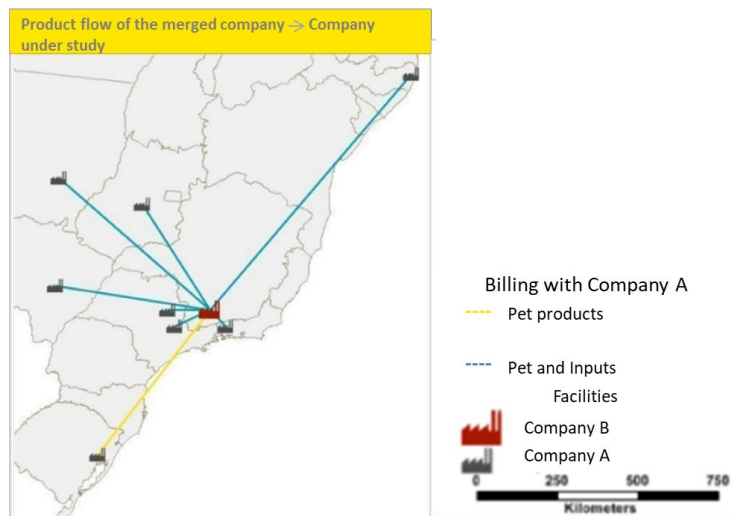 Product flow of the merged company → Company
under study
Billing with Company A
Pet products
Pet and Inputs
Facilities
Company B
Company A
0 250 500 750
Kilometers